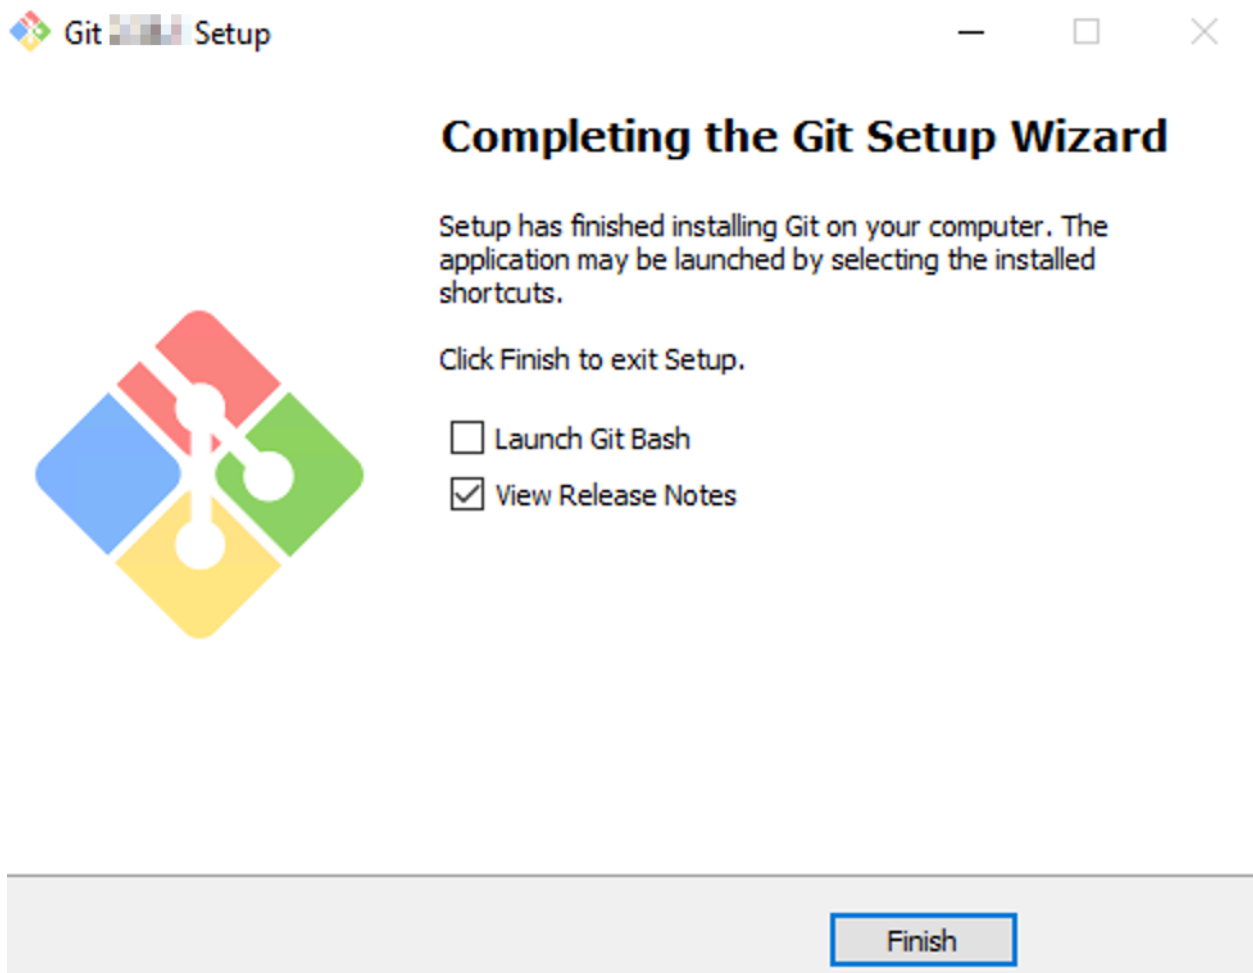 Git Setup
Completing the Git Setup Wizard
Setup has finished installing Git on your computer. The
application may be launched by selecting the installed
shortcuts.
Click Finish to exit Setup.
Launch Git Bash
View Release Notes
Finish